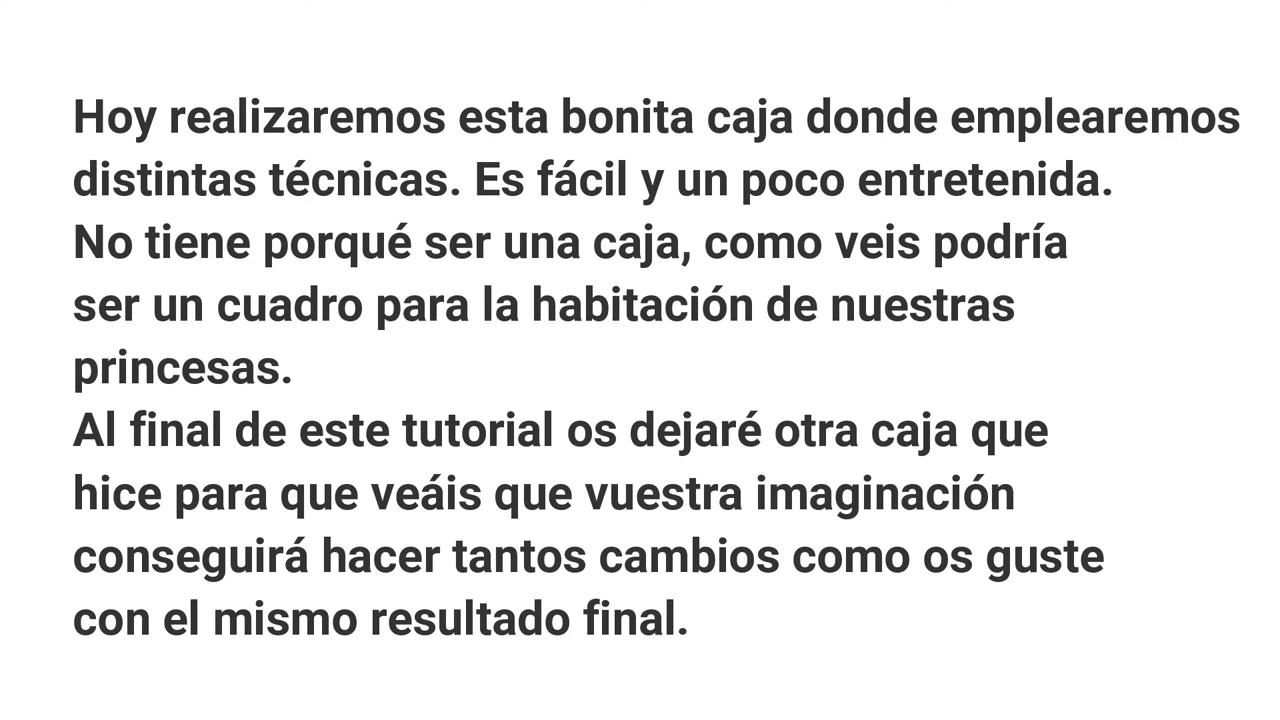 Hoy realizaremos esta bonita caja donde emplearemos
distintas técnicas. Es fácil y un poco entretenida.
No tiene porqué ser una caja, como veis podría
ser un cuadro para la habitación de nuestras
princesas.
Al final de este tutorial os dejaré otra caja que
hice para que veáis que vuestra imaginación
conseguirá hacer tantos cambios como os guste
con el mismo resultado final.